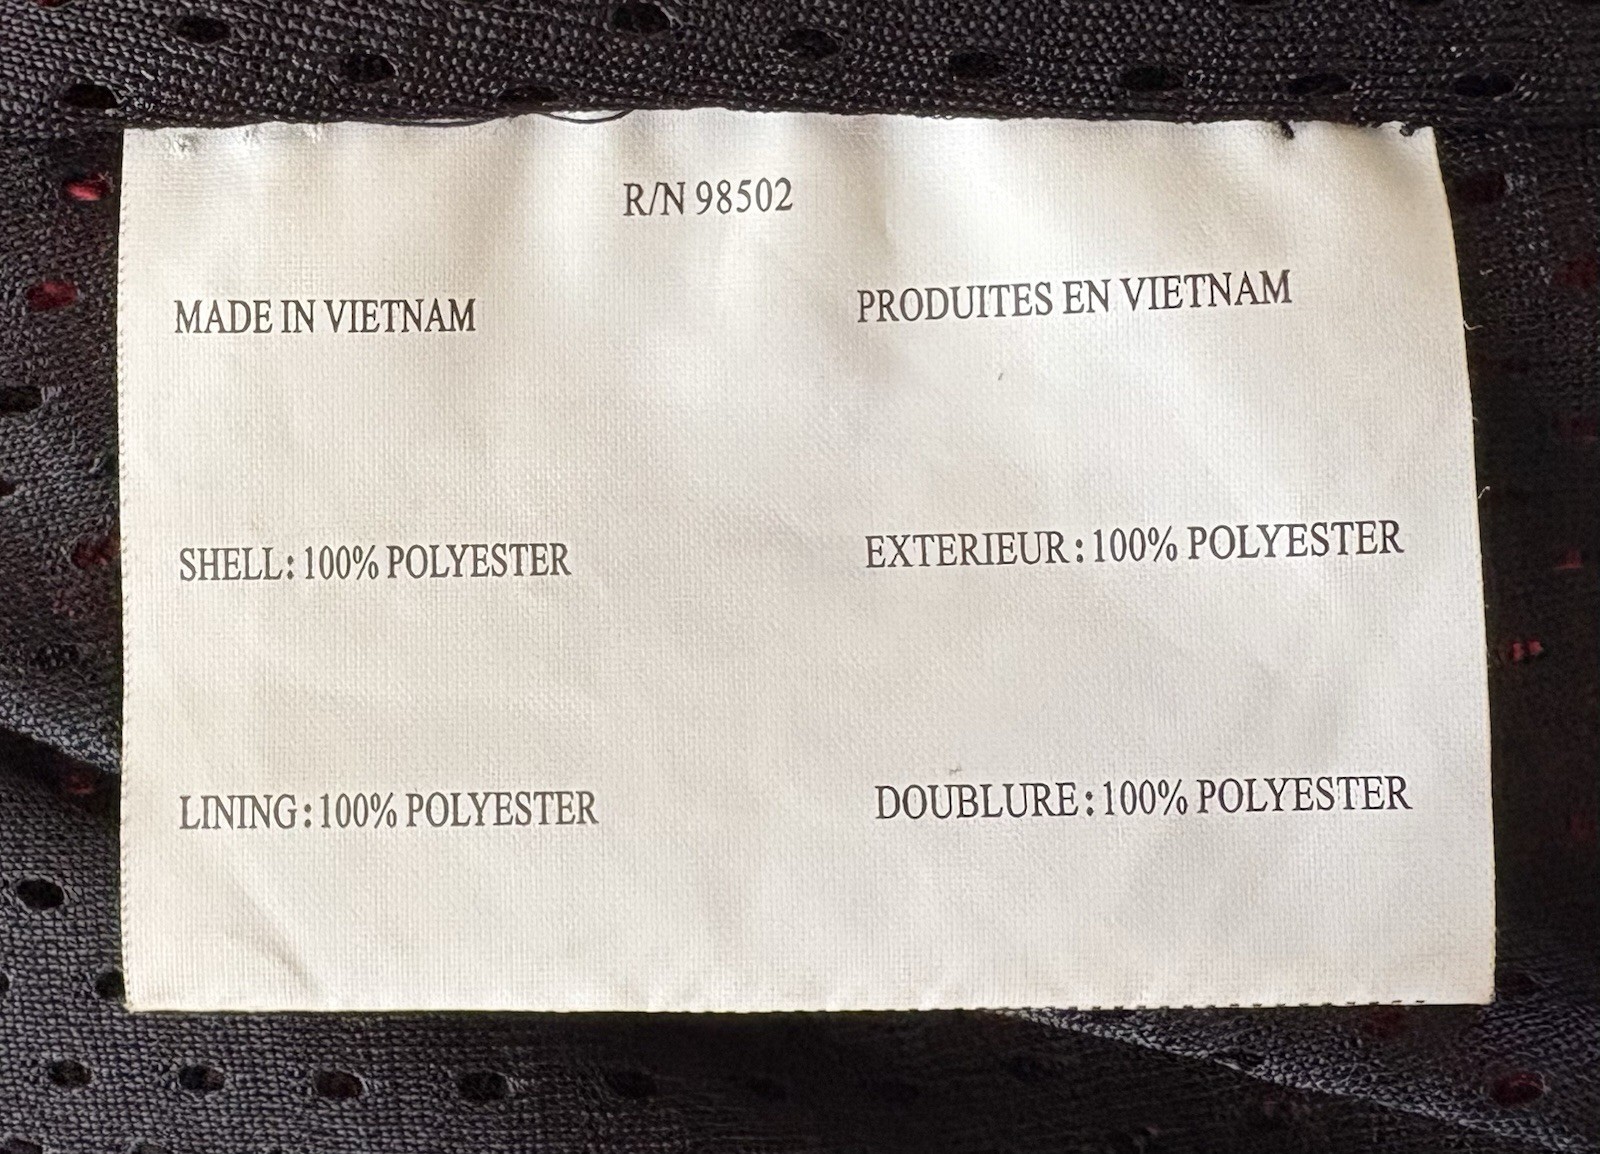 R/N 98502
MADE IN VIETNAM
PRODUITES EN VIETNAM
SHELL: 100% POLYESTER
EXTERIEUR: 100% POLYESTER
LINING: 100% POLYESTER
DOUBLURE: 100% POLYESTER